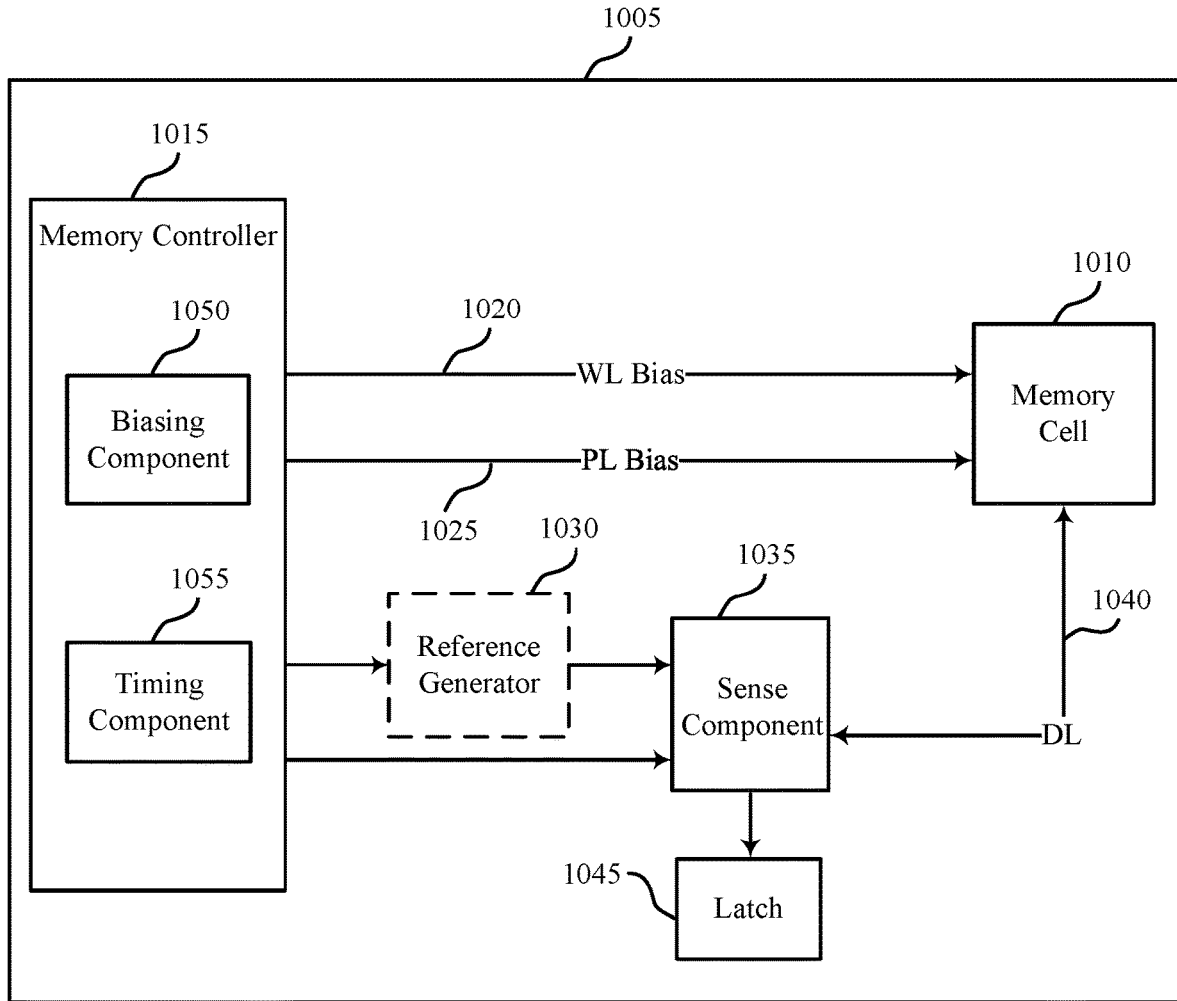 1005
1015
Memory Controller
1010
1050
1020
WL Bias
Memory
Cell
Biasing
Component
PL Bias
1025
1030
1035
1055
1040
Reference
Generator
Timing
Component
Sense
Component
DL
1045
Latch